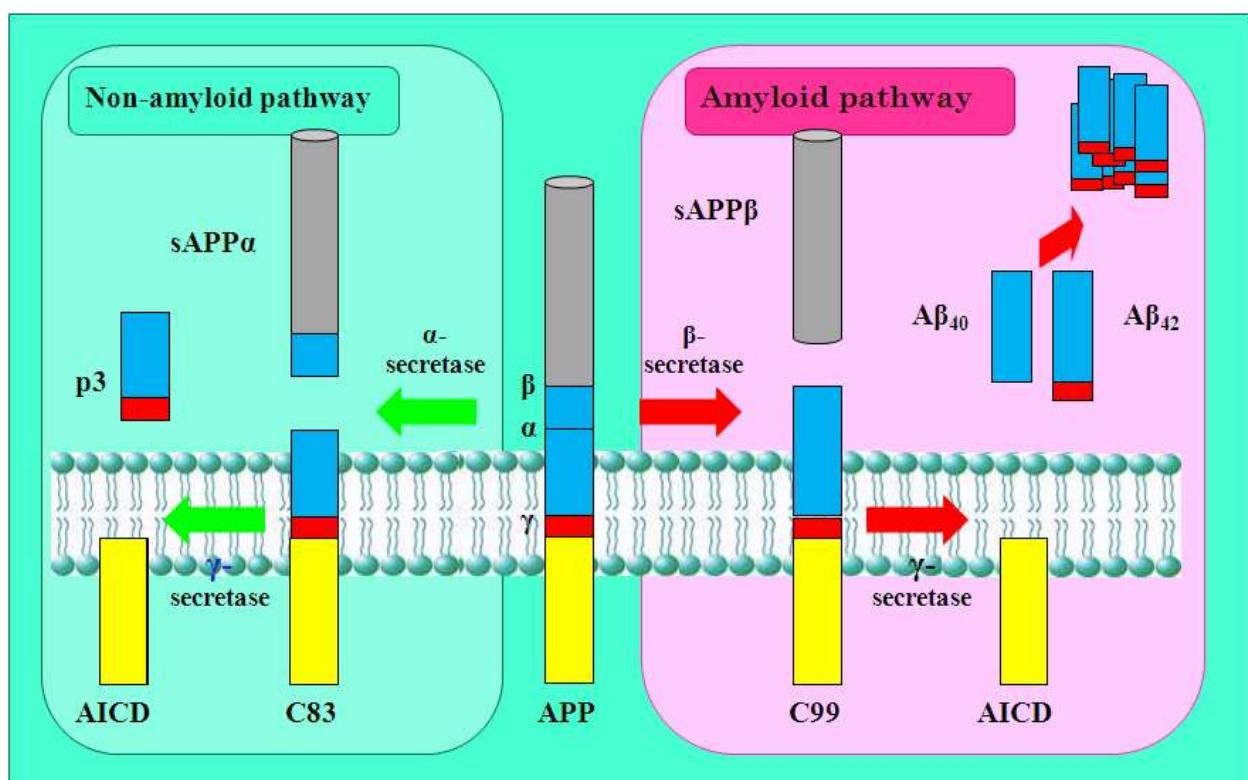 Non-amyloid pathway
Amyloid pathway
sAPPα
sAPPβ
Aβ40
Aβ42
α-
secretase
β-
secretase
p3
β
α
γ
γ-
secretase
γ-
secretase
AICD
C83
APP
C99
AICD